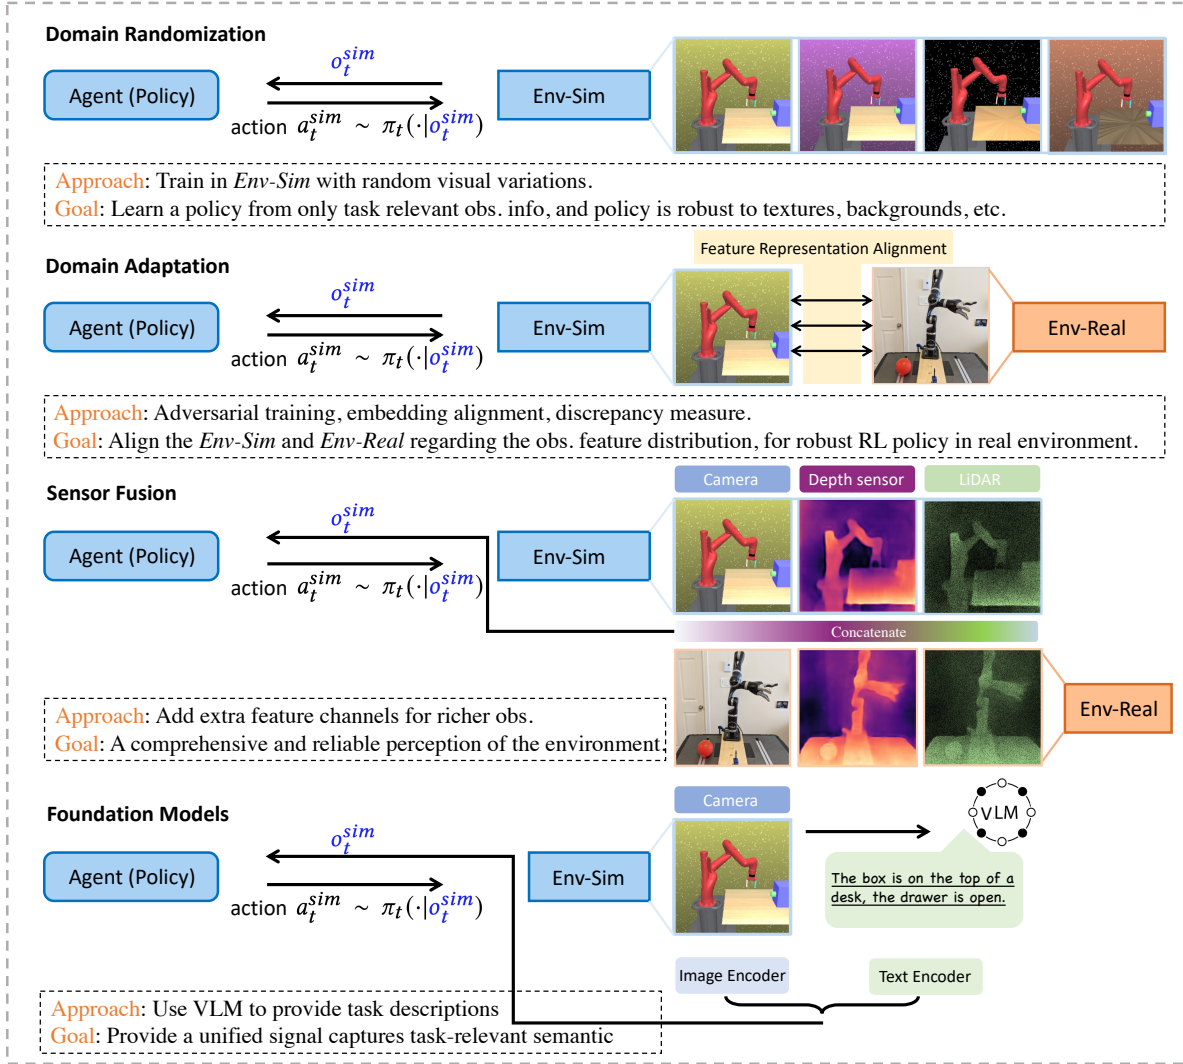 Domain Randomization
Agent (Policy)
o_t^{sim}
action a_t^{sim} ~ π_t(·|o_t^{sim})
Env-Sim
Approach: Train in Env-Sim with random visual variations.
Goal: Learn a policy from only task relevant obs. info, and policy is robust to textures, backgrounds, etc.
Feature Representation Alignment
Domain Adaptation
Agent (Policy)
o_t^{sim}
action a_t^{sim} ~ π_t(·|o_t^{sim})
Env-Sim
Env-Real
Approach: Adversarial training, embedding alignment, discrepancy measure.
Goal: Align the Env-Sim and Env-Real regarding the obs. feature distribution, for robust RL policy in real environment.
Sensor Fusion
Camera
Depth sensor
LiDAR
Agent (Policy)
o_t^{sim}
action a_t^{sim} ~ π_t(·|o_t^{sim})
Env-Sim
Concatenate
Env-Real
Approach: Add extra feature channels for richer obs.
Goal: A comprehensive and reliable perception of the environment.
Foundation Models
Camera
VLM
Agent (Policy)
o_t^{sim}
action a_t^{sim} ~ π_t(·|o_t^{sim})
Env-Sim
The box is on the top of a
desk, the drawer is open.
Image Encoder
Text Encoder
Approach: Use VLM to provide task descriptions
Goal: Provide a unified signal captures task-relevant semantic